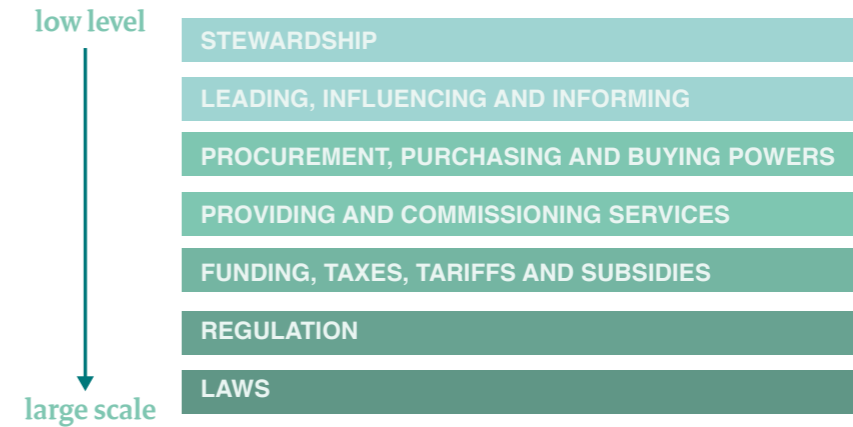 low level
STEWARDSHIP
LEADING, INFLUENCING AND INFORMING
PROCUREMENT, PURCHASING AND BUYING POWERS
PROVIDING AND COMMISSIONING SERVICES
FUNDING, TAXES, TARIFFS AND SUBSIDIES
REGULATION
LAWS
large scale